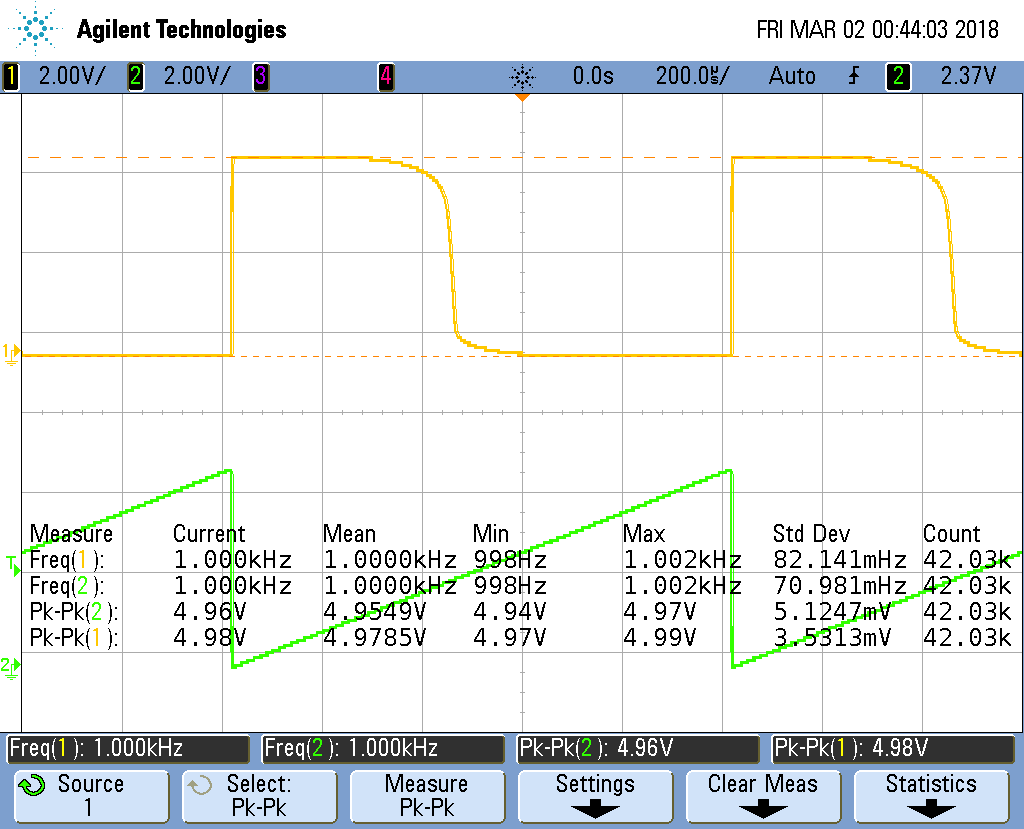 Agilent Technologies FRI MAR 02 00:44:03 2018
1 2.00V/ 2 2.00V/ 3 4 0.0s 200.0㎲/ Auto 2 2.37V
1
Measure Current Mean Min Max Std Dev Count
T
Freq(1): 1.000kHz 1.0000kHz 998Hz 1.002kHz 82.141mHz 42.03k
Freq(2): 1.000kHz 1.0000kHz 998Hz 1.002kHz 70.981mHz 42.03k
Pk-Pk(2): 4.96V 4.9549V 4.94V 4.97V 5.1247mV 42.03k
Pk-Pk(1): 4.98V 4.9785V 4.97V 4.99V 3.5313mV 42.03k
2
Freq(1): 1.000kHz Freq(2): 1.000kHz Pk-Pk(2): 4.96V Pk-Pk(1): 4.98V
Source Select: Measure Settings Clear Meas Statistics
1 Pk-Pk Pk-Pk